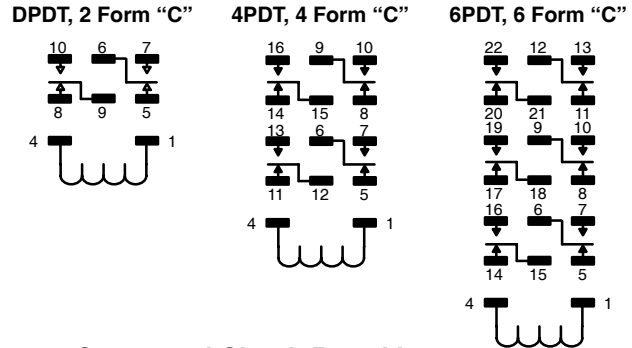 DPDT, 2 Form “C” 4PDT, 4 Form “C” 6PDT, 6 Form “C”
10 6 7 16 9 10 22 12 13
8 9 5 14 15 8 20 21 11
13 6 7 19 9 10
4 1 11 12 5 17 18 8
16 6 7
4 1 14 15 5
4 1